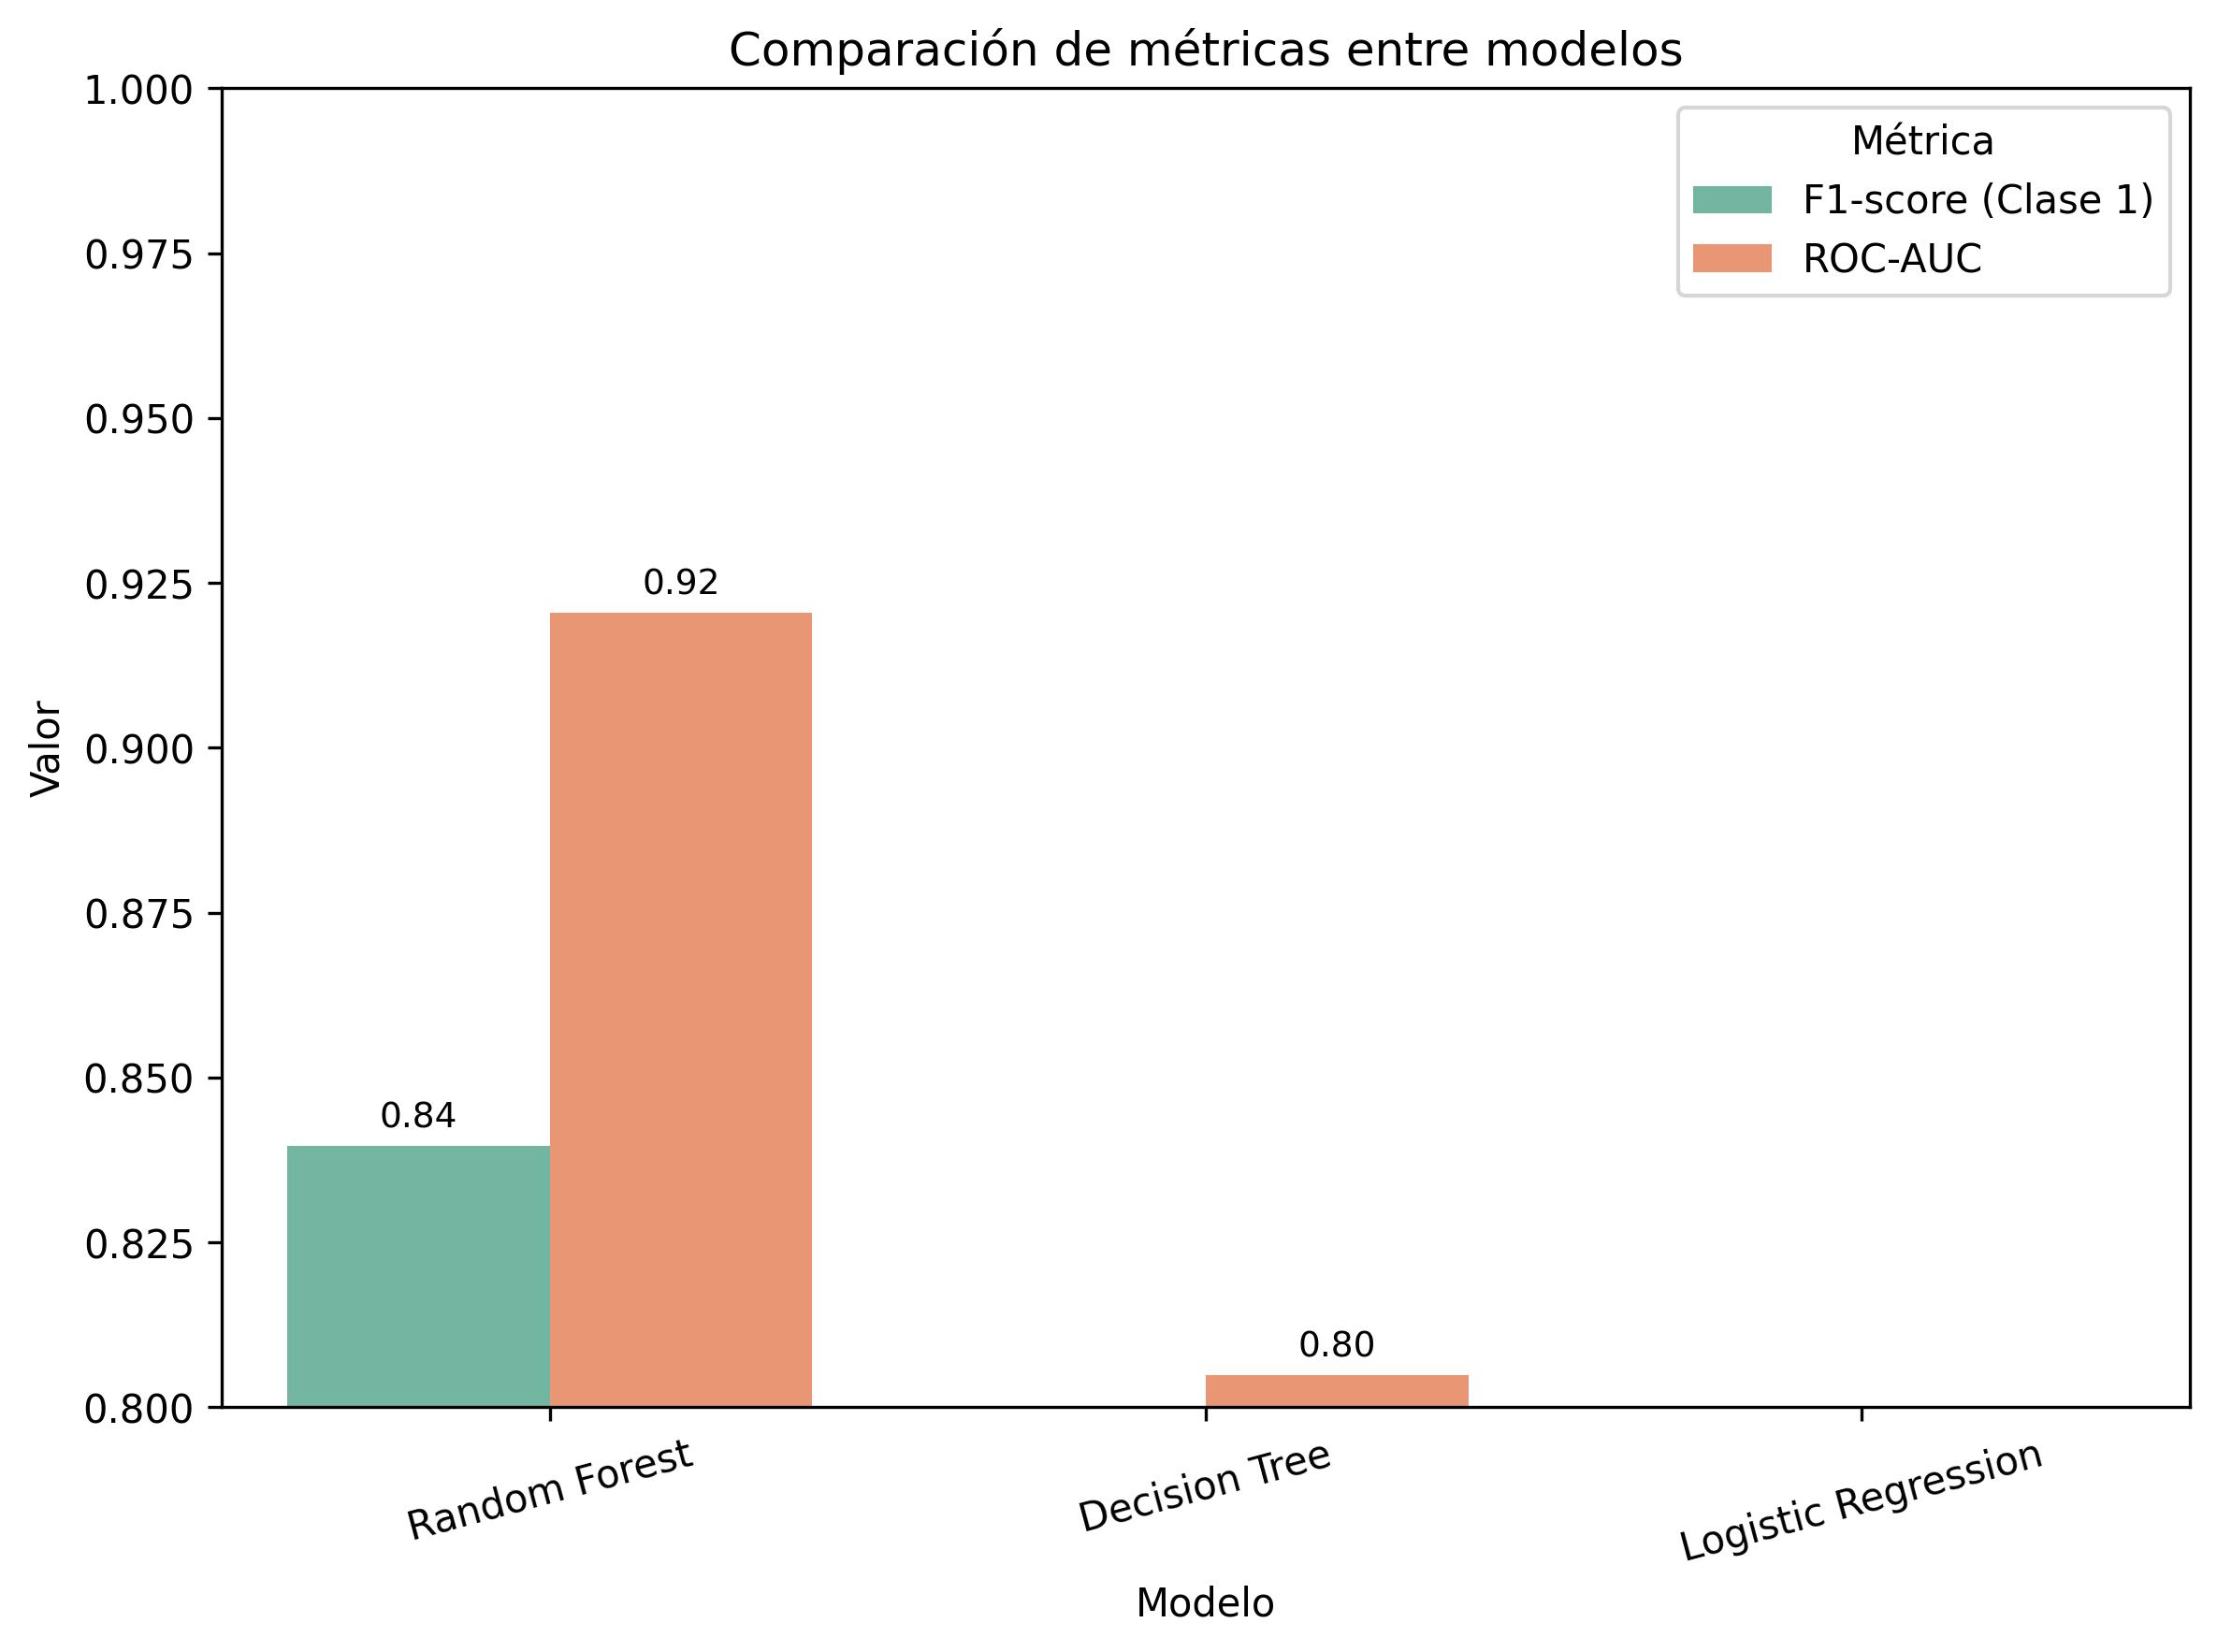 Comparación de métricas entre modelos
Métrica
F1-score (Clase 1)
ROC-AUC
1.000
0.975
0.950
0.925
0.900
0.875
0.850
0.825
0.800
Valor
0.84
0.92
0.80
Random Forest
Decision Tree
Logistic Regression
Modelo